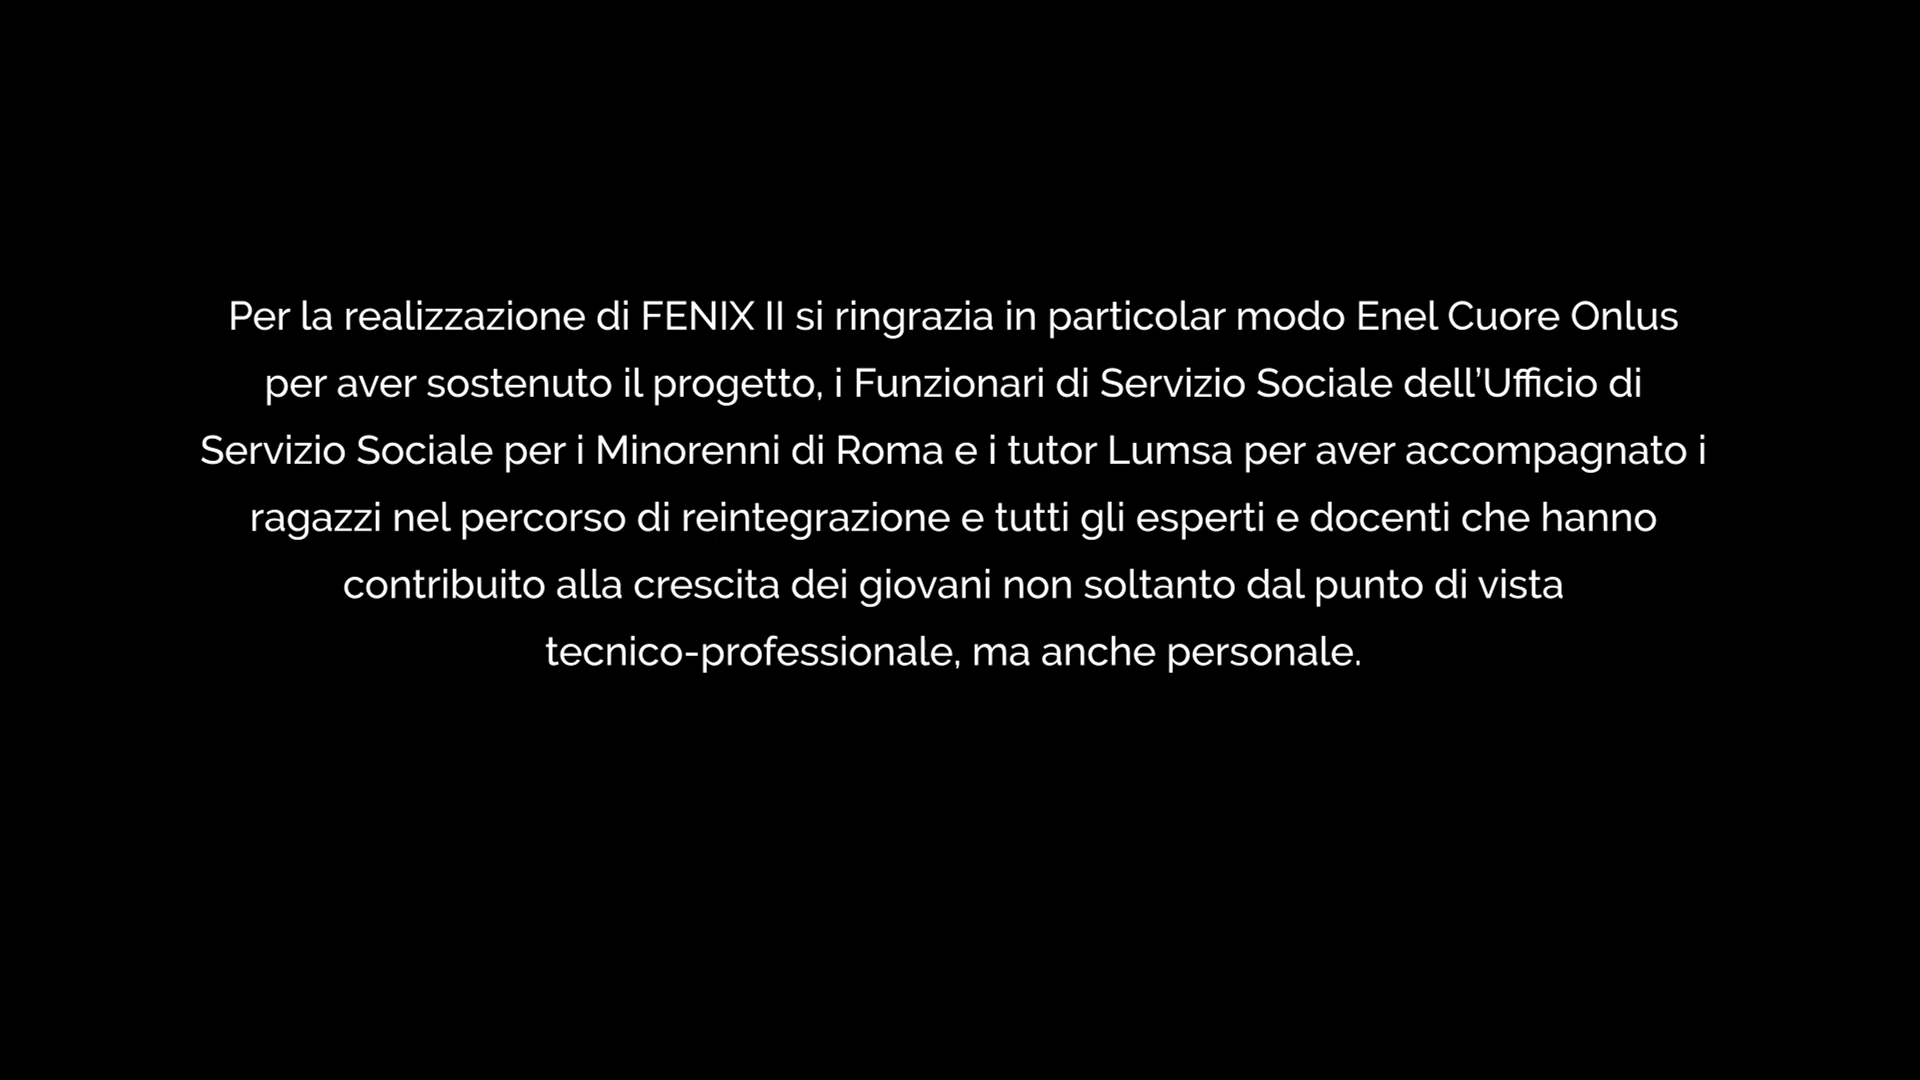 Per la realizzazione di FENIX II si ringrazia in particolar modo Enel Cuore Onlus
per aver sostenuto il progetto, i Funzionari di Servizio Sociale dell’Ufficio di
Servizio Sociale per i Minorenni di Roma e i tutor Lumsa per aver accompagnato i
ragazzi nel percorso di reintegrazione e tutti gli esperti e docenti che hanno
contribuito alla crescita dei giovani non soltanto dal punto di vista
tecnico-professionale, ma anche personale.